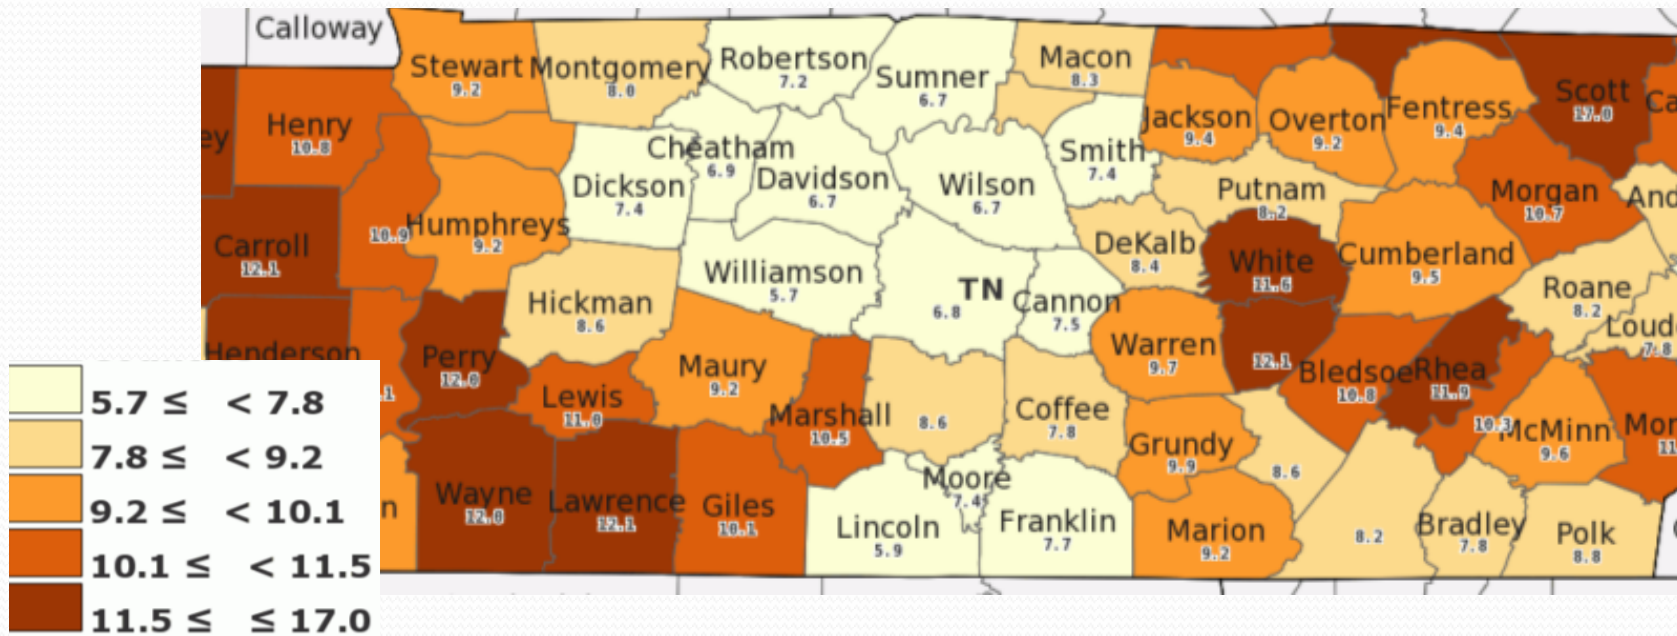 Calloway
Stewart
9.2
Montgomery
8.0
Robertson
7.2
Sumner
6.7
Macon
8.3
Scott
17.0
Ca
ey
Henry
10.8
Cheatham
6.9
Dickson
7.4
Davidson
6.7
Wilson
6.7
Smith
7.4
Jackson
9.4
Overton
9.2
Fentress
9.4
Putnam
8.2
Morgan
10.7
And
Carroll
12.1
10.9
Humphreys
9.2
Williamson
5.7
DeKalb
8.4
White
11.6
Cumberland
9.5
Roane
8.2
Hickman
8.6
TN
6.8
Cannon
7.5
Loud
7.8
Henderson
Perry
12.0
Maury
9.2
Warren
9.7
12.1
Bledsoe
10.8
Rhea
11.9
.1
Lewis
11.0
Marshall
10.5
8.6
Coffee
7.8
Grundy
9.9
10.3
McMinn
9.6
Mon
11
8.6
n
Wayne
12.0
Lawrence
12.1
Giles
10.1
Moore
7.4
Lincoln
5.9
Franklin
7.7
Marion
9.2
8.2
Bradley
7.8
Polk
8.8
5.7 ≤ < 7.8
7.8 ≤ < 9.2
9.2 ≤ < 10.1
10.1 ≤ < 11.5
11.5 ≤ ≤ 17.0